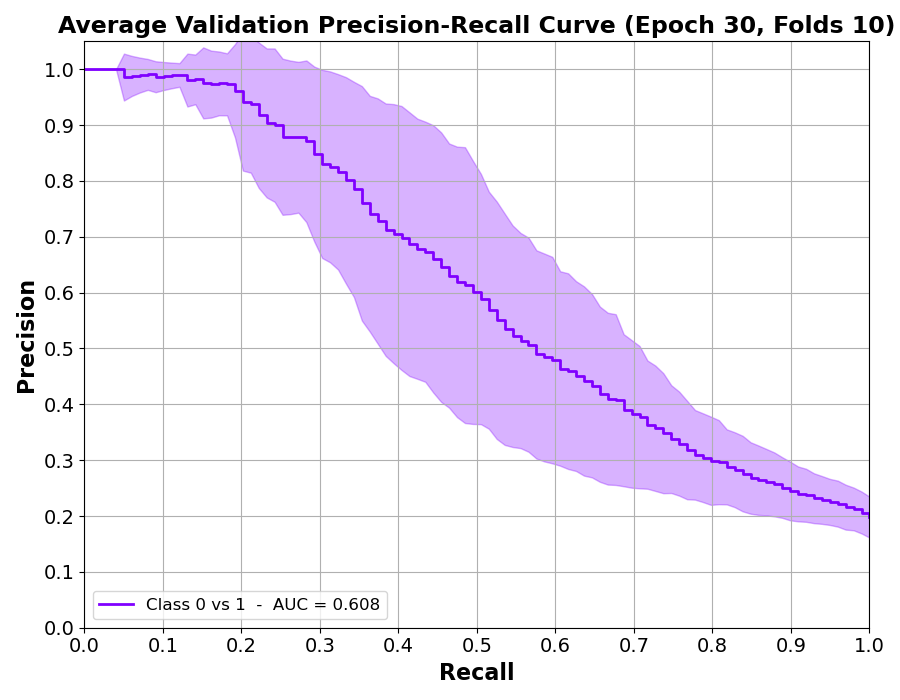 Average Validation Precision-Recall Curve (Epoch 30, Folds 10)
Precision
1.0
0.9
0.8
0.7
0.6
0.5
0.4
0.3
0.2
0.1
0.0
Class 0 vs 1  -  AUC = 0.608
0.0 0.1 0.2 0.3 0.4 0.5 0.6 0.7 0.8 0.9 1.0
Recall